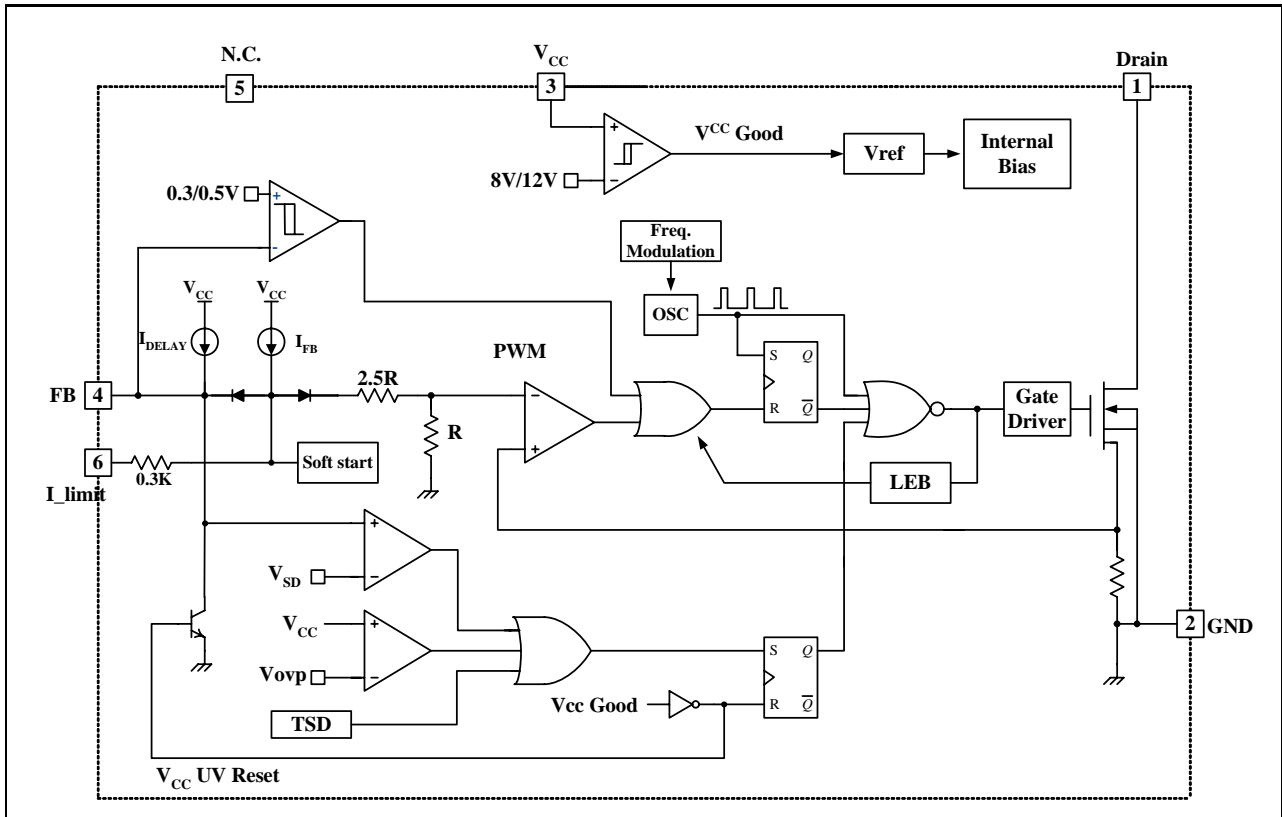 N.C.
5
VCC
3
Drain
1
+
−
8V/12V
VCC Good
Vref
Internal
Bias
0.3/0.5V
+
-
Freq.
Modulation
OSC
VCC
VCC
IDELAY
IFB
PWM
S Q
R Q
FB
4
2.5R
R
−
+
Gate
Driver
6
I_limit
0.3K
Soft start
LEB
+
−
VSD
VCC
+
−
Vovp
TSD
S Q
R Q
Vcc Good
2
GND
VCC UV Reset